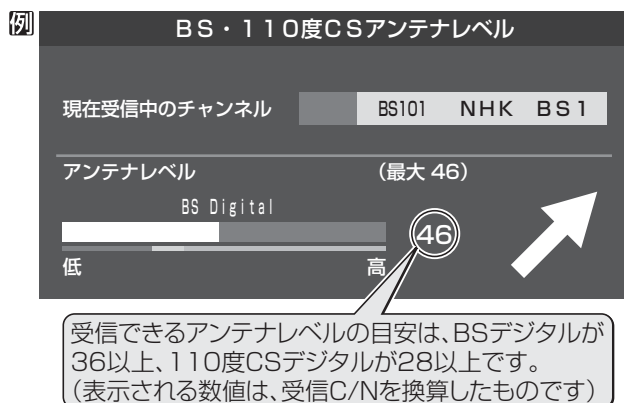 例
BS・110度CSアンテナレベル
現在受信中のチャンネル BS101 NHK BS1
アンテナレベル (最大 46)
BS Digital
46
低 高
受信できるアンテナレベルの目安は、BSデジタルが
36以上、110度CSデジタルが28以上です。
(表示される数値は、受信C/Nを換算したものです)